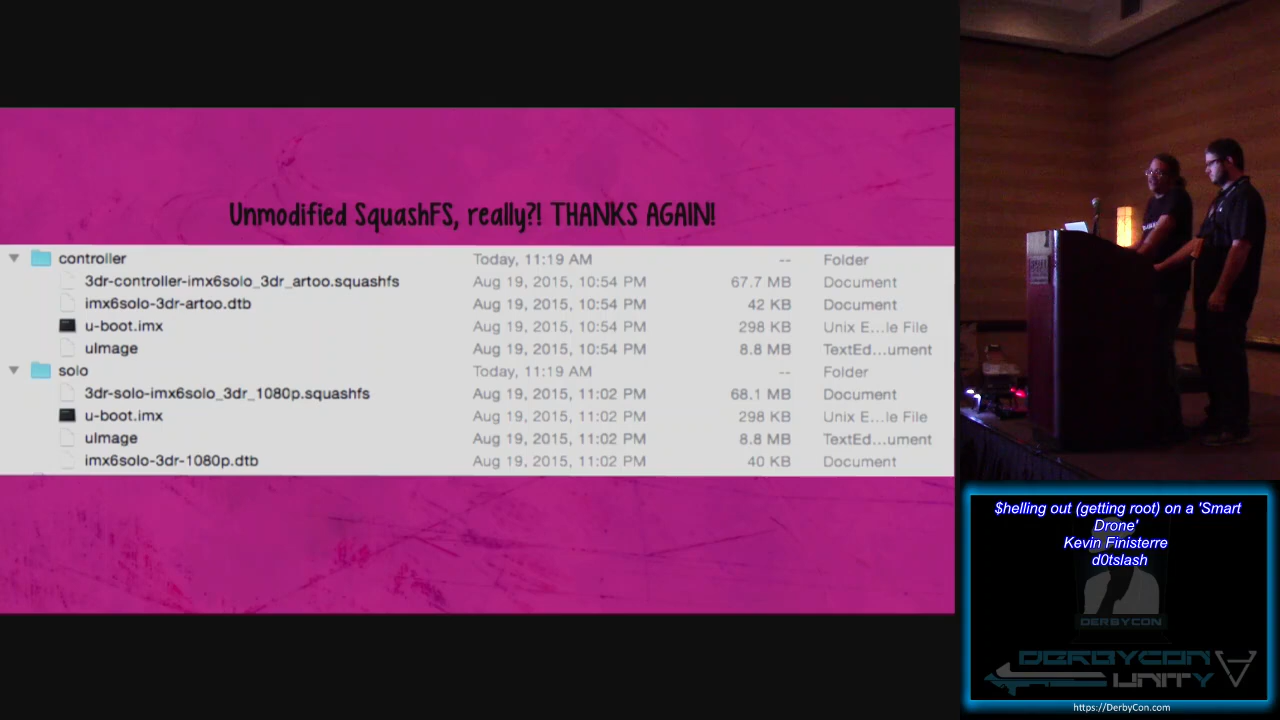 Unmodified SquashFS, really?! THANKS AGAIN!
controller Today, 11:19 AM -- Folder
3dr-controller-imx6solo_3dr_artoo.squashfs Aug 19, 2015, 10:54 PM 67.7 MB Document
imx6solo-3dr-artoo.dtb Aug 19, 2015, 10:54 PM 42 KB Document
u-boot.imx Aug 19, 2015, 10:54 PM 298 KB Unix E...le File
uImage Aug 19, 2015, 10:54 PM 8.8 MB TextEd...ument
solo Today, 11:19 AM -- Folder
3dr-solo-imx6solo_3dr_1080p.squashfs Aug 19, 2015, 11:02 PM 68.1 MB Document
u-boot.imx Aug 19, 2015, 11:02 PM 298 KB Unix E...le File
uImage Aug 19, 2015, 11:02 PM 8.8 MB TextEd...ument
imx6solo-3dr-1080p.dtb Aug 19, 2015, 11:02 PM 40 KB Document
$helling out (getting root) on a 'Smart
Drone'
Kevin Finisterre
d0tslash
DERBYCON
DERBYCON
UNITY
https://DerbyCon.com